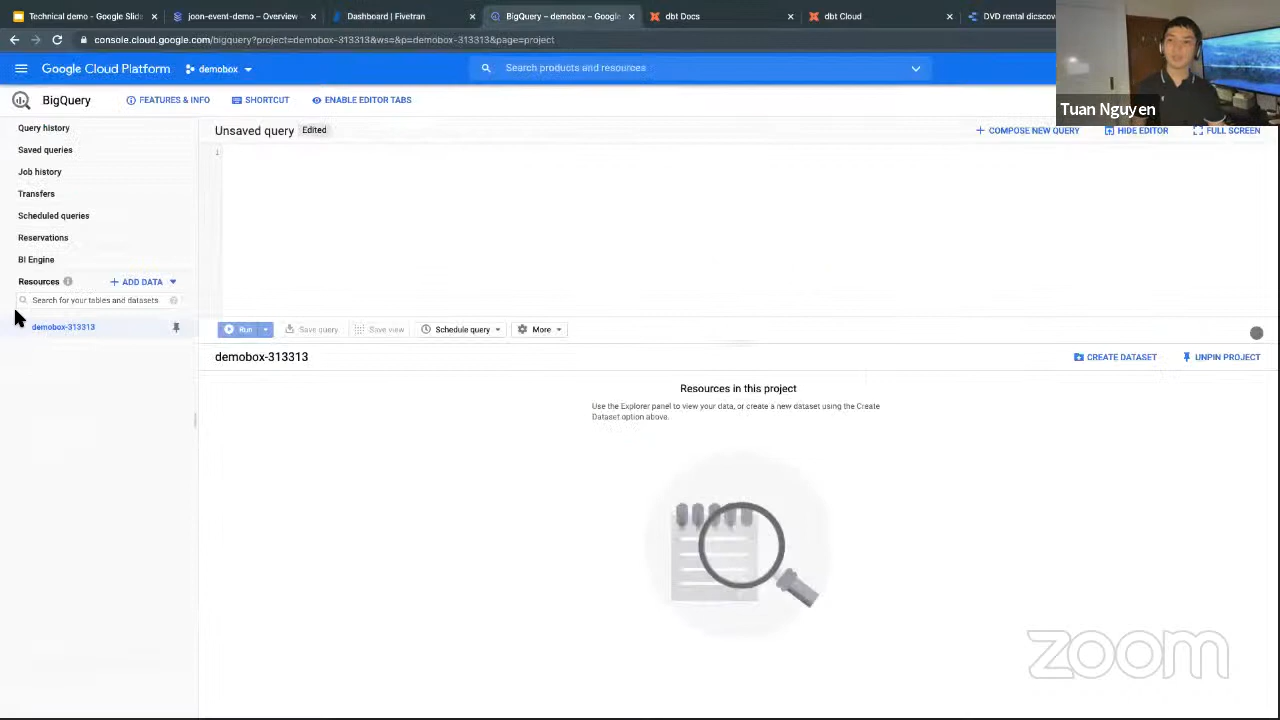 Technical demo - Google Slide
joon-event-demo – Overview
Dashboard | Fivetran
BigQuery – demobox – Google
dbt Docs
dbt Cloud
DVD rental dicscove
console.cloud.google.com/bigquery?project=demobox-313313&ws=&p=demobox-313313&page=project
Google Cloud Platform
demobox
Search products and resources
BigQuery
FEATURES & INFO
SHORTCUT
ENABLE EDITOR TABS
Tuan Nguyen
Query history
Unsaved query
Edited
COMPOSE NEW QUERY
HIDE EDITOR
FULL SCREEN
Saved queries
1
Job history
Transfers
Scheduled queries
Reservations
BI Engine
Resources
ADD DATA
Search for your tables and datasets
demobox-313313
Run
Save query
Save view
Schedule query
More
demobox-313313
CREATE DATASET
UNPIN PROJECT
Resources in this project
Use the Explorer panel to view your data, or create a new dataset using the Create
Dataset option above.
zoom